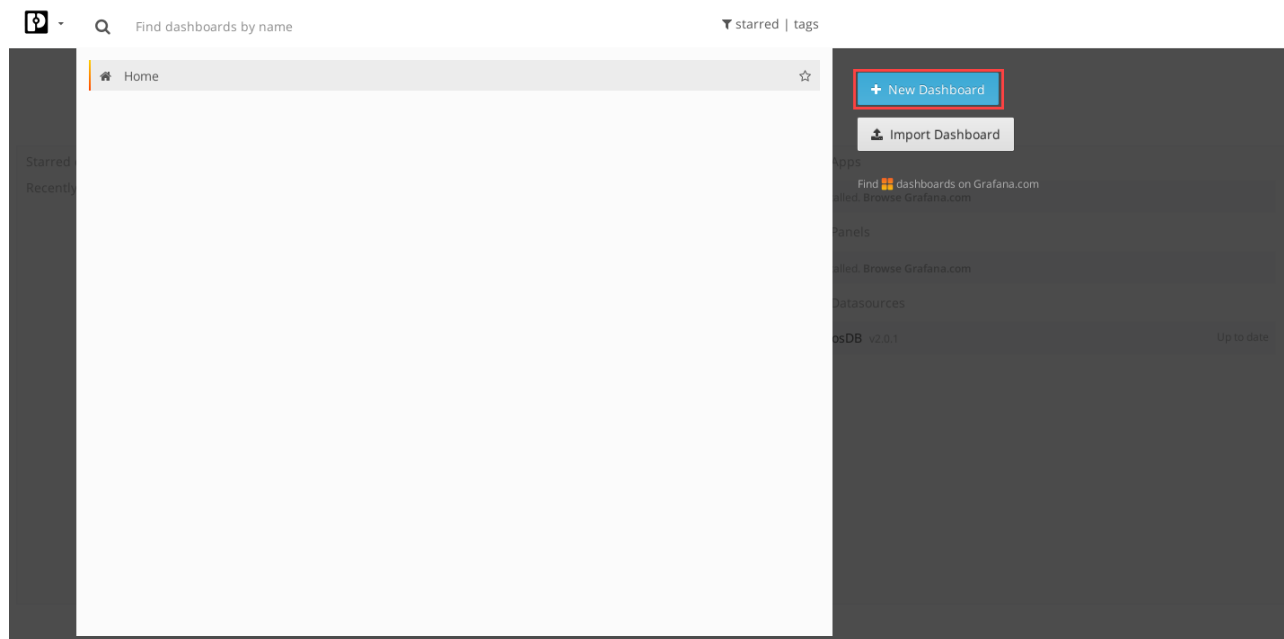 Find dashboards by name
starred | tags
Home
New Dashboard
Import Dashboard
Find dashboards on Grafana.com
Starred
Recently
Apps
alled. Browse Grafana.com
Panels
alled. Browse Grafana.com
Datasources
osDB v2.0.1 Up to date